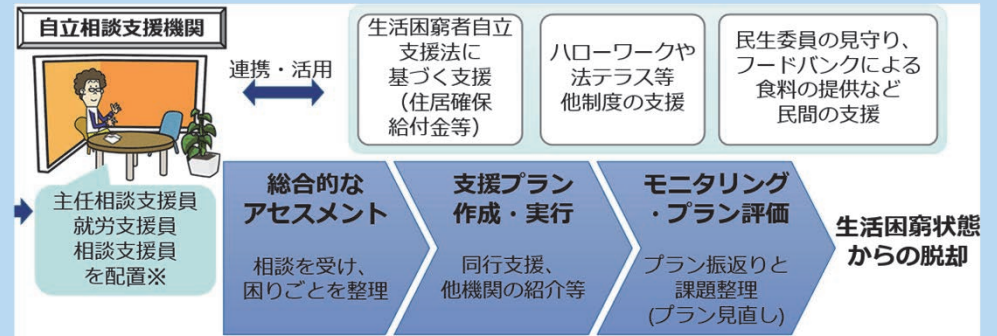 自立相談支援機関
連携・活用
生活困窮者自立
支援法に
基づく支援
（住居確保
給付金等）
ハローワークや
法テラス等
他制度の支援
民生委員の見守り、
フードバンクによる
食料の提供など
民間の支援
主任相談支援員
就労支援員
相談支援員
を配置※
総合的な
アセスメント
相談を受け、
困りごとを整理
支援プラン
作成・実行
同行支援、
他機関の紹介等
モニタリング
・プラン評価
プラン振返りと
課題整理
(プラン見直し)
生活困窮状態
からの脱却